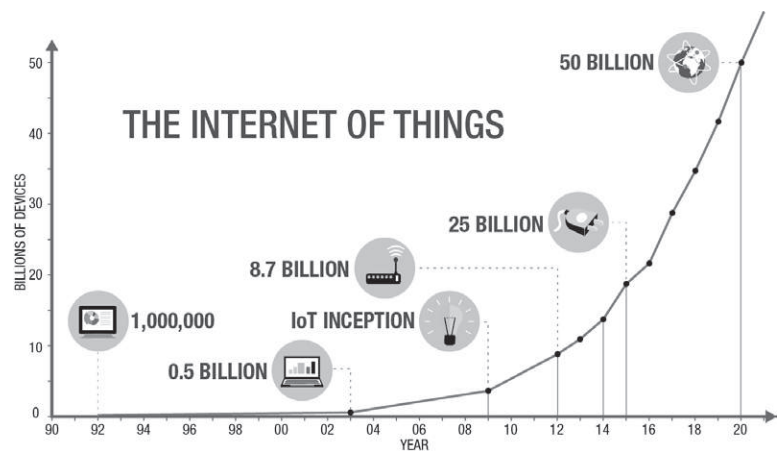 50
50 BILLION
THE INTERNET OF THINGS
40
BILLIONS OF DEVICES
30
25 BILLION
20
8.7 BILLION
1,000,000
IoT INCEPTION
10
0.5 BILLION
0
90 92 94 96 98 00 02 04 06 08 10 12 14 16 18 20
YEAR